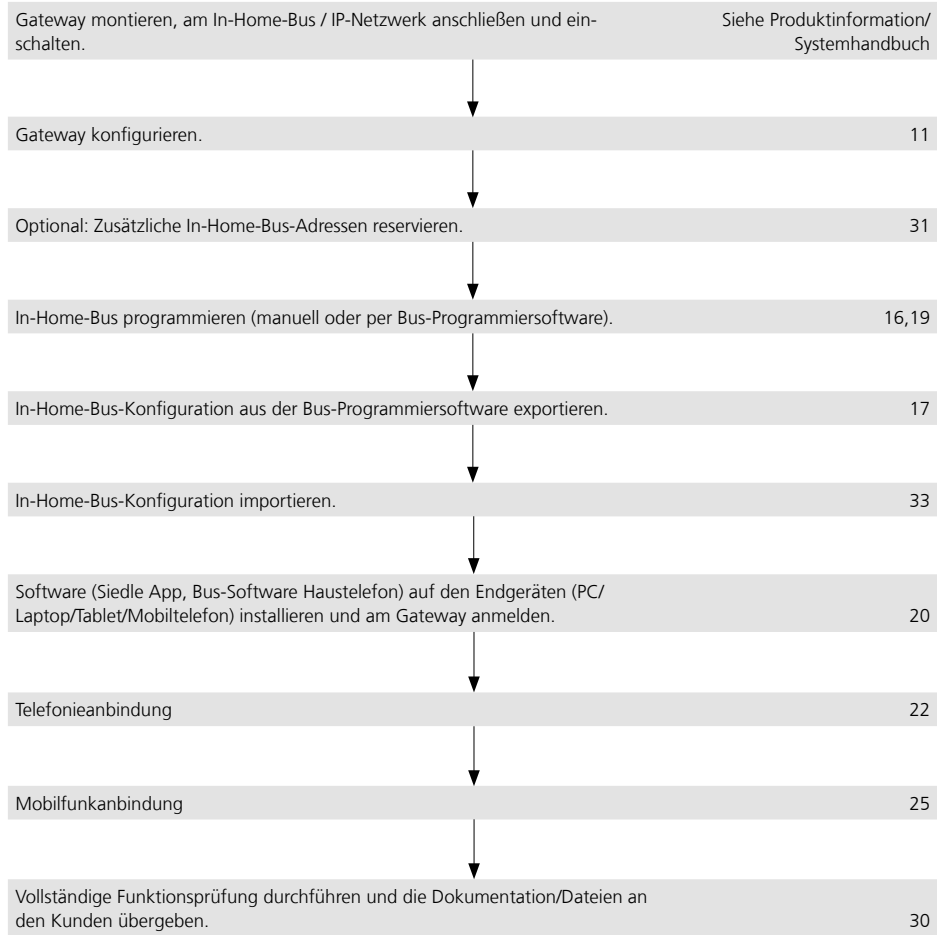 Gateway montieren, am In-Home-Bus / IP-Netzwerk anschließen und ein-
schalten.
Siehe Produktinformation/
Systemhandbuch
Gateway konfigurieren. 11
Optional: Zusätzliche In-Home-Bus-Adressen reservieren. 31
In-Home-Bus programmieren (manuell oder per Bus-Programmiersoftware). 16,19
In-Home-Bus-Konfiguration aus der Bus-Programmiersoftware exportieren. 17
In-Home-Bus-Konfiguration importieren. 33
Software (Siedle App, Bus-Software Haustelefon) auf den Endgeräten (PC/
Laptop/Tablet/Mobiltelefon) installieren und am Gateway anmelden. 20
Telefonieanbindung 22
Mobilfunkanbindung 25
Vollständige Funktionsprüfung durchführen und die Dokumentation/Dateien an
den Kunden übergeben. 30